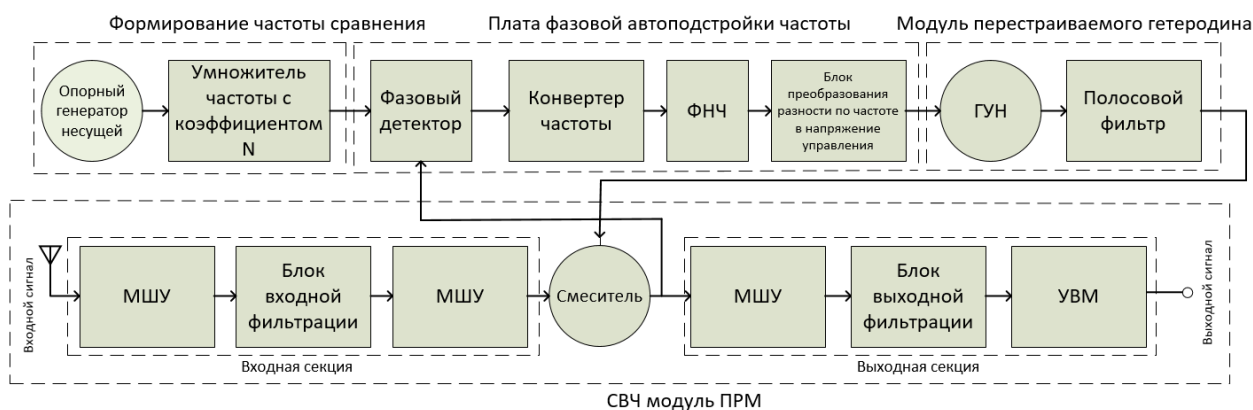 Формирование частоты сравнения
Плата фазовой автоподстройки частоты
Модуль перестраиваемого гетеродина
Опорный
генератор
несущей
Умножитель
частоты с
коэффициентом
N
Фазовый
детектор
Конвертер
частоты
ФНЧ
Блок
преобразования
разности по частоте
в напряжение
управления
ГУН
Полосовой
фильтр
Входной сигнал
МШУ
Блок
входной
фильтрации
МШУ
Смеситель
МШУ
Блок
выходной
фильтрации
УВМ
Выходной сигнал
Входная секция
Выходная секция
СВЧ модуль ПРМ